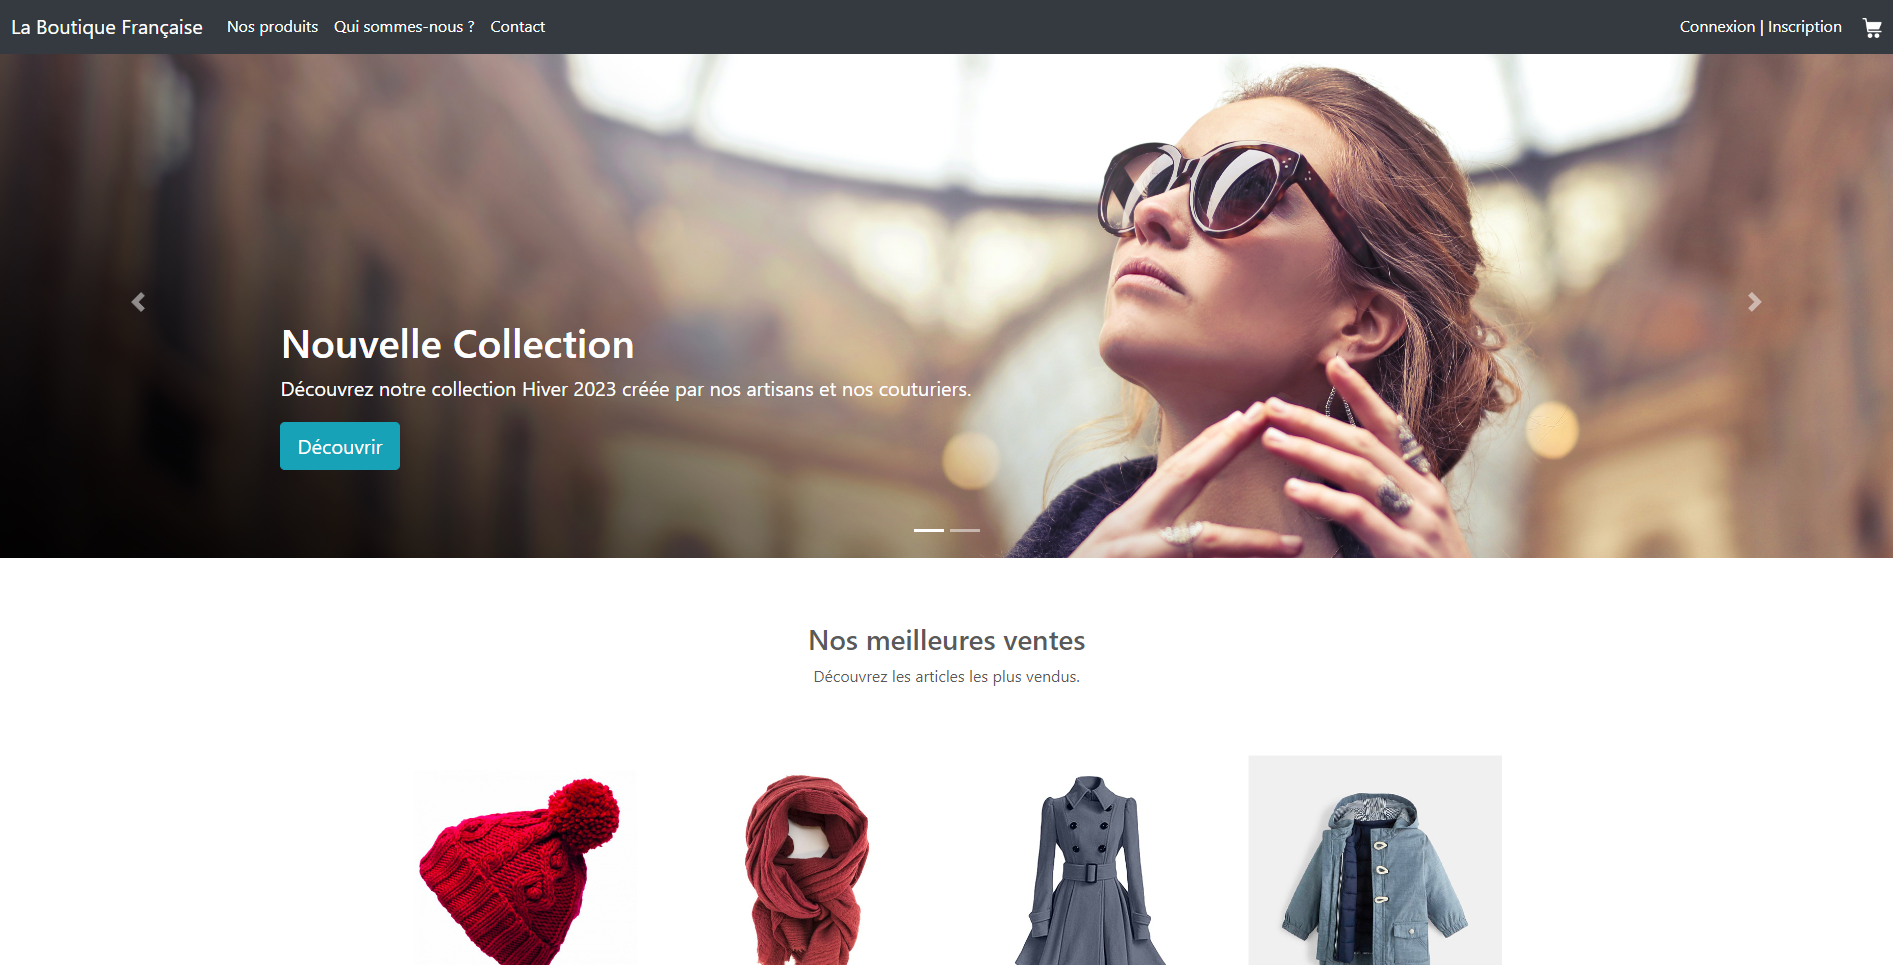 La Boutique Française Nos produits Qui sommes-nous ? Contact Connexion | Inscription
Nouvelle Collection
Découvrez notre collection Hiver 2023 créée par nos artisans et nos couturiers.
Découvrir
Nos meilleures ventes
Découvrez les articles les plus vendus.